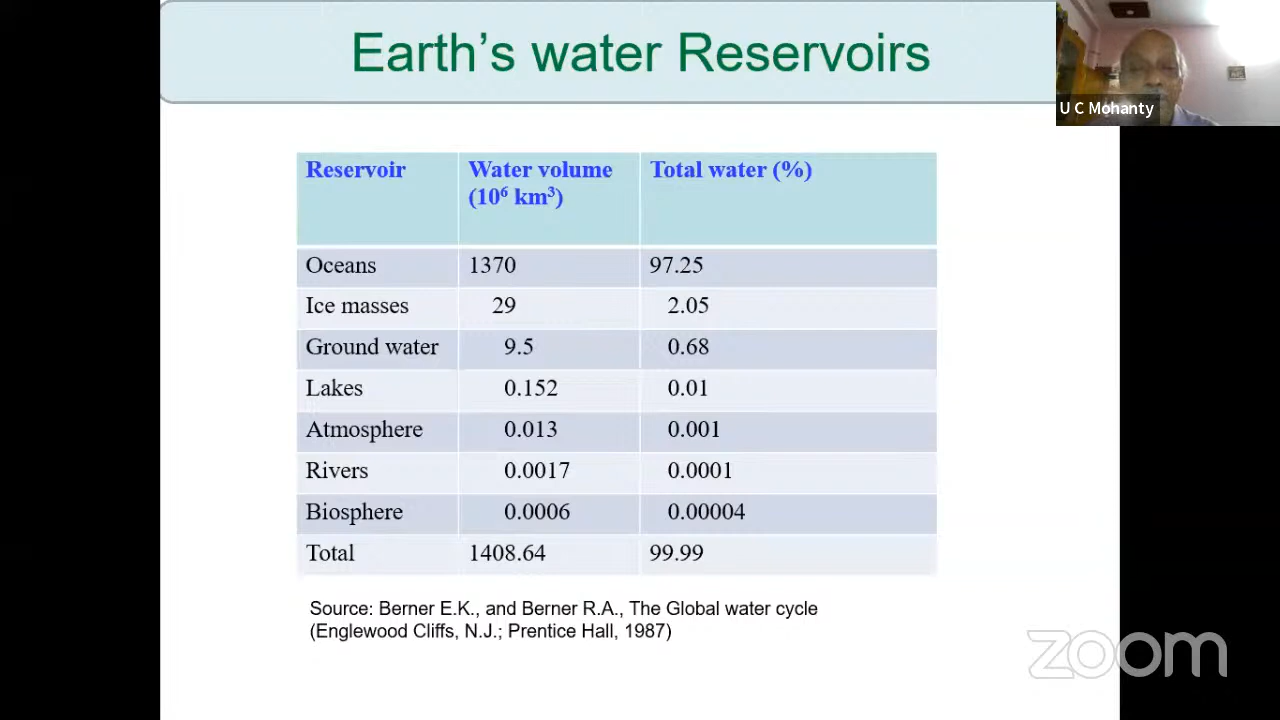 Earth’s water Reservoirs
U C Mohanty
Reservoir Water volume (10⁶ km³) Total water (%)
Oceans 1370 97.25
Ice masses 29 2.05
Ground water 9.5 0.68
Lakes 0.152 0.01
Atmosphere 0.013 0.001
Rivers 0.0017 0.0001
Biosphere 0.0006 0.00004
Total 1408.64 99.99
Source: Berner E.K., and Berner R.A., The Global water cycle
(Englewood Cliffs, N.J.; Prentice Hall, 1987)
zoom